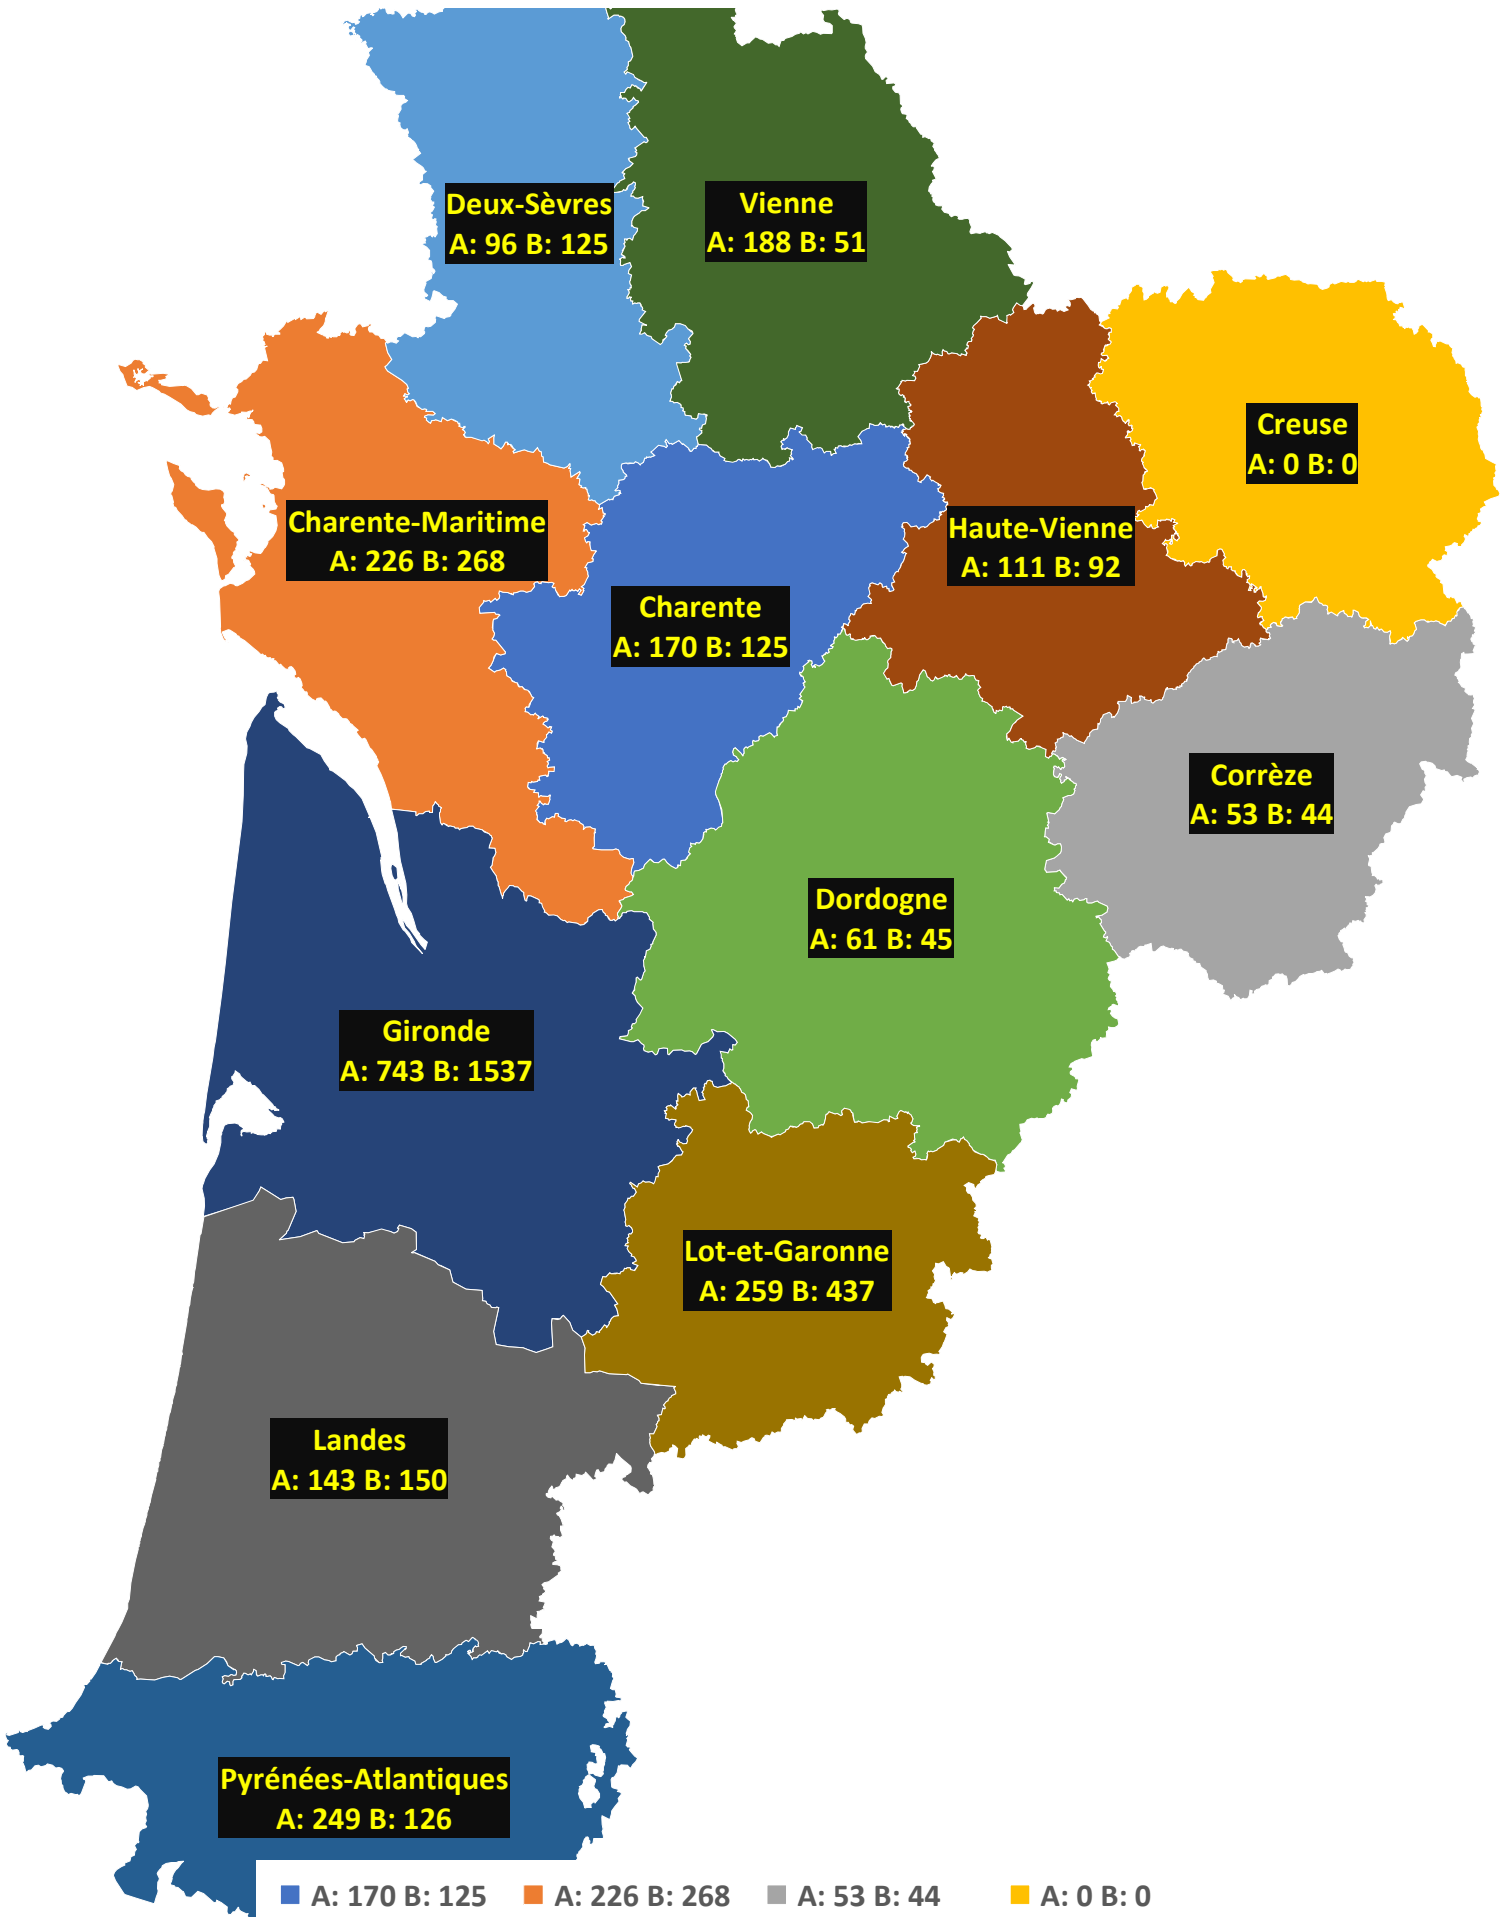 Deux-Sèvres
A: 96 B: 125
Vienne
A: 188 B: 51
Creuse
A: 0 B: 0
Charente-Maritime
A: 226 B: 268
Haute-Vienne
A: 111 B: 92
Charente
A: 170 B: 125
Corrèze
A: 53 B: 44
Dordogne
A: 61 B: 45
Gironde
A: 743 B: 1537
Lot-et-Garonne
A: 259 B: 437
Landes
A: 143 B: 150
Pyrénées-Atlantiques
A: 249 B: 126
A: 170 B: 125 A: 226 B: 268 A: 53 B: 44 A: 0 B: 0